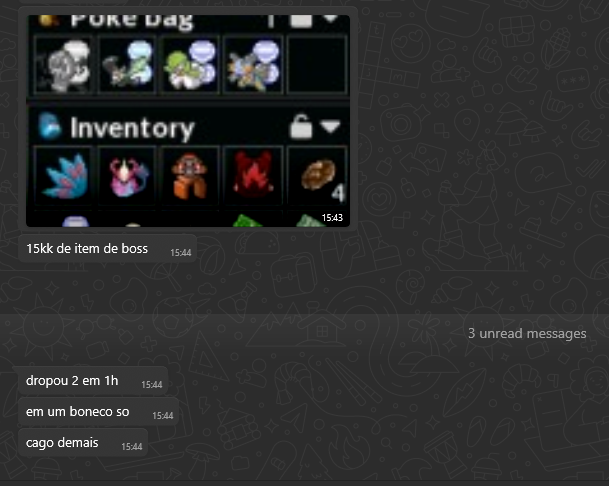 Poke bag
Inventory
4
15:43
15kk de item de boss 15:44
3 unread messages
dropou 2 em 1h 15:44
em um boneco so 15:44
cago demais 15:44